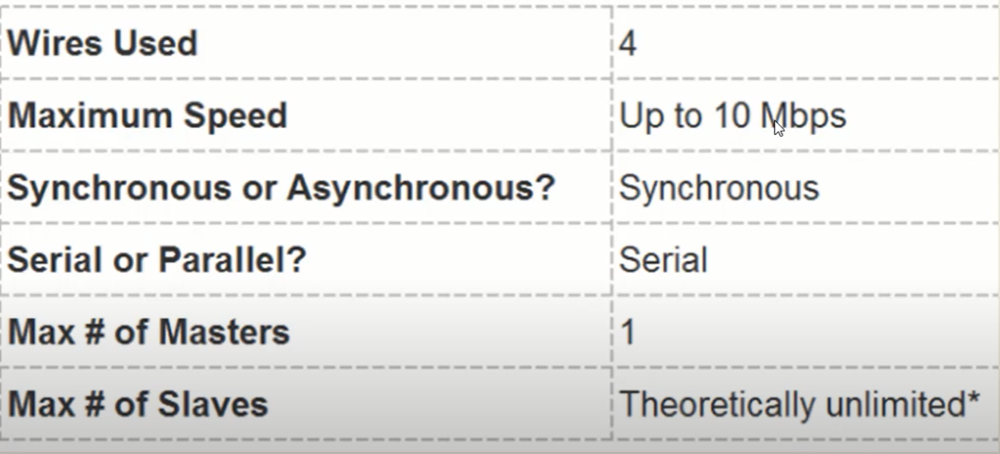 Wires Used 4
Maximum Speed Up to 10 Mbps
Synchronous or Asynchronous? Synchronous
Serial or Parallel? Serial
Max # of Masters 1
Max # of Slaves Theoretically unlimited*